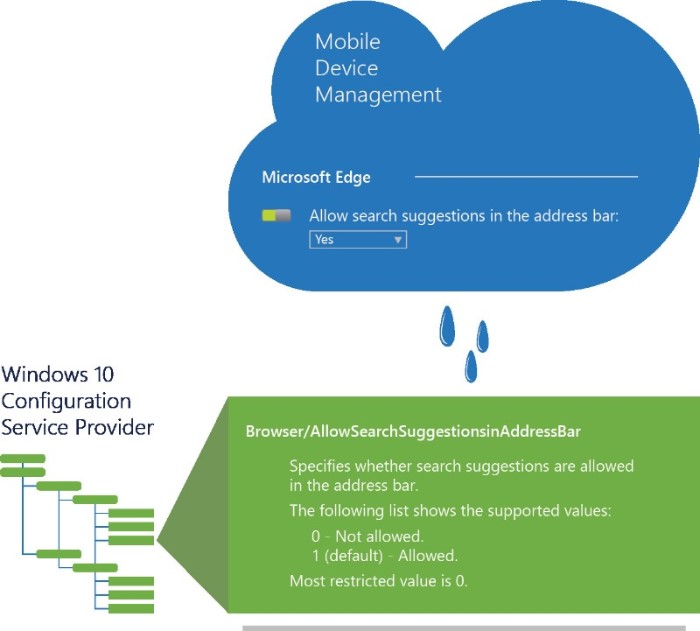 Mobile
Device
Management
Microsoft Edge
Allow search suggestions in the address bar:
Yes
Windows 10
Configuration
Service Provider
Browser/AllowSearchSuggestionsinAddressBar
Specifies whether search suggestions are allowed
in the address bar.
The following list shows the supported values:
0 - Not allowed.
1 (default) - Allowed.
Most restricted value is 0.